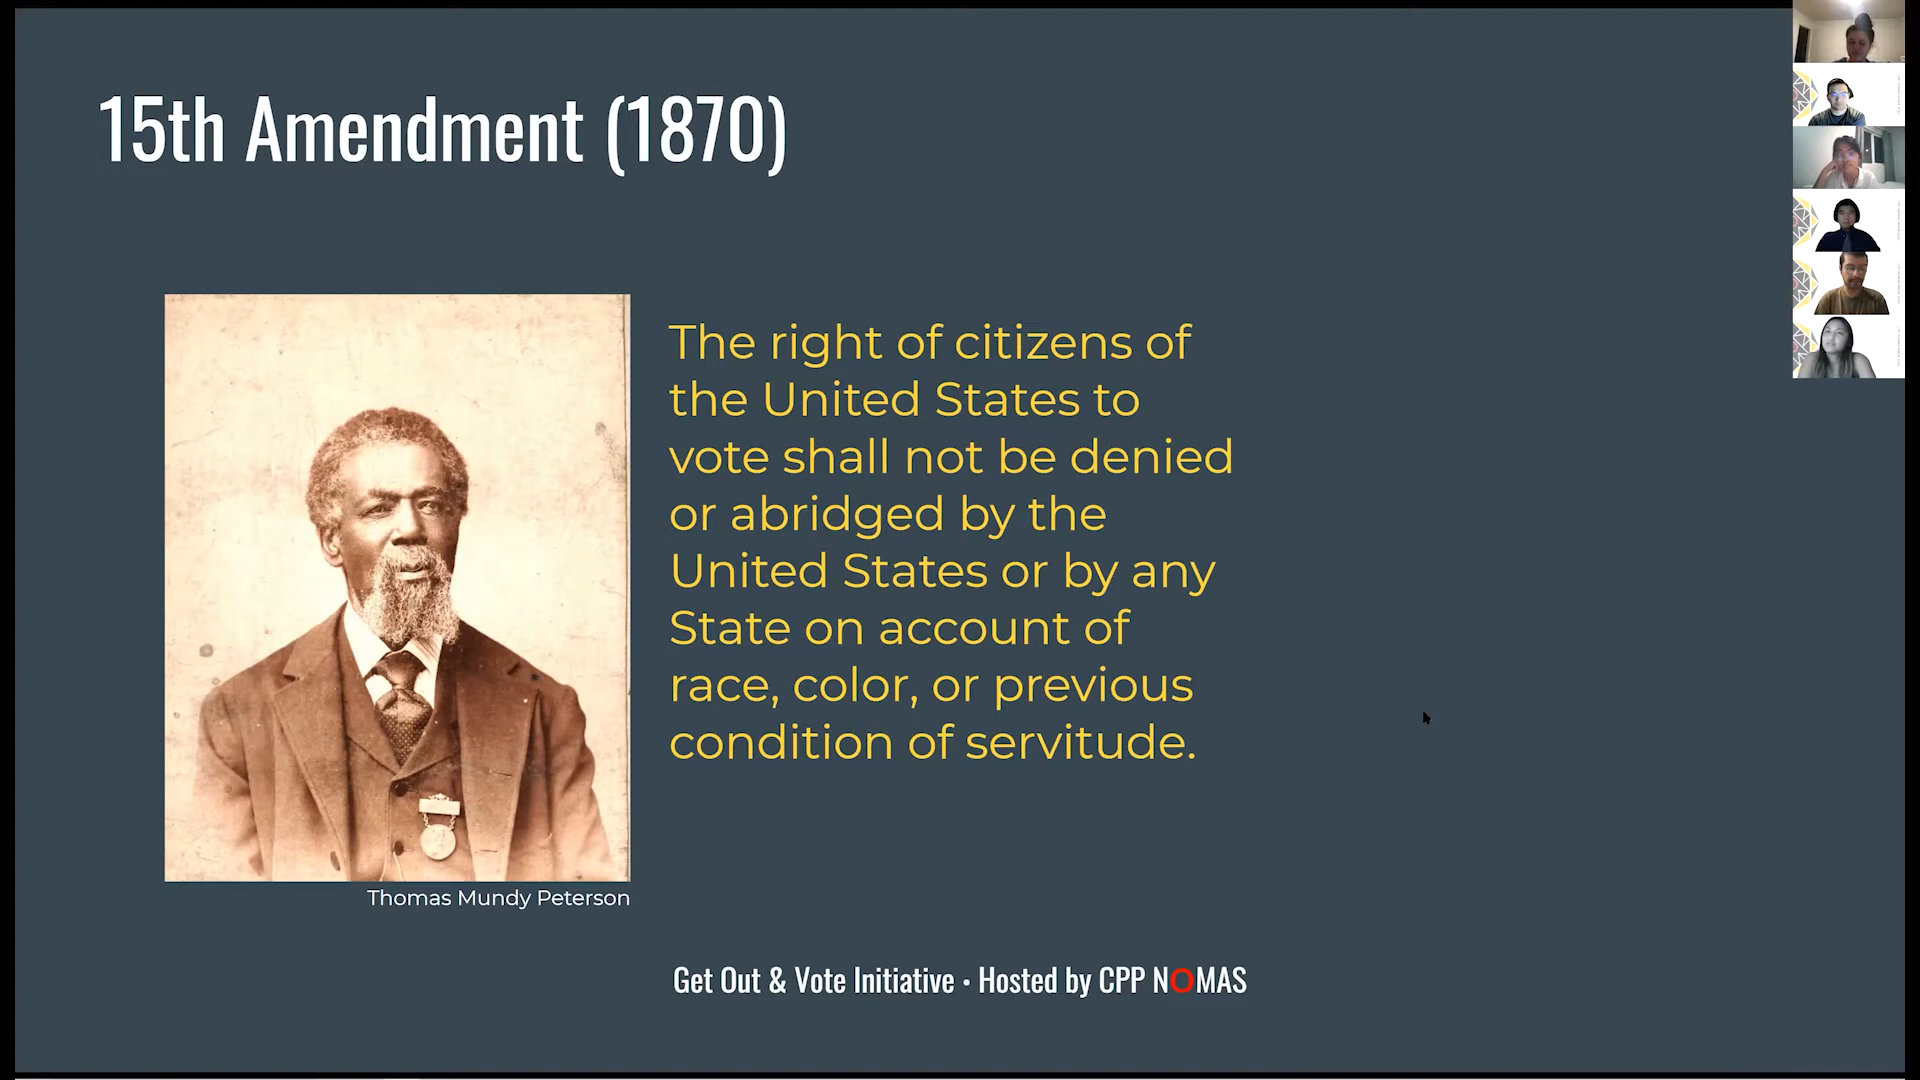 15th Amendment (1870)
The right of citizens of
the United States to
vote shall not be denied
or abridged by the
United States or by any
State on account of
race, color, or previous
condition of servitude.
Thomas Mundy Peterson
Get Out & Vote Initiative • Hosted by CPP NOMAS